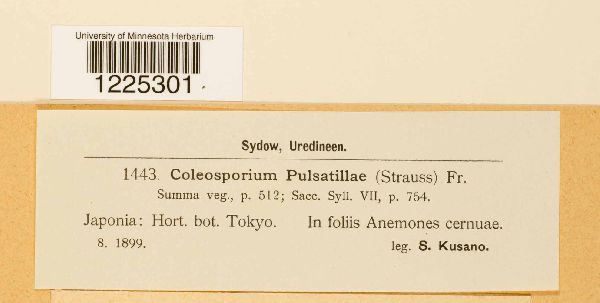 University of Minnesota Herbarium
1225301
Sydow, Uredineen.
1443 Coleosporium Pulsatillae (Strauss) Fr.
Summa veg., p. 512; Sacc. Syll. VII, p. 754.
Japonia: Hort. bot. Tokyo. In foliis Anemones cernuae.
8. 1899. leg. S. Kusano.